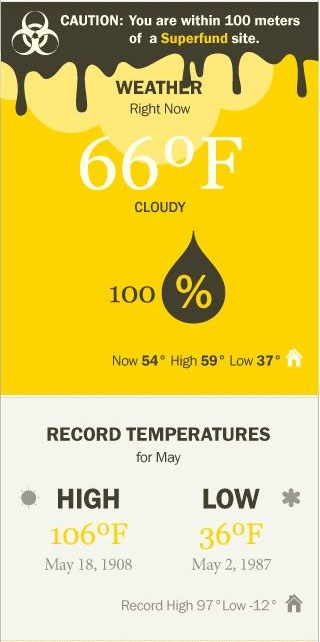 CAUTION: You are within 100 meters
of a Superfund site.
WEATHER
Right Now
66°F
CLOUDY
100 %
Now 54° High 59° Low 37°
RECORD TEMPERATURES
for May
HIGH LOW
106°F 36°F
May 18, 1908 May 2, 1987
Record High 97° Low -12°